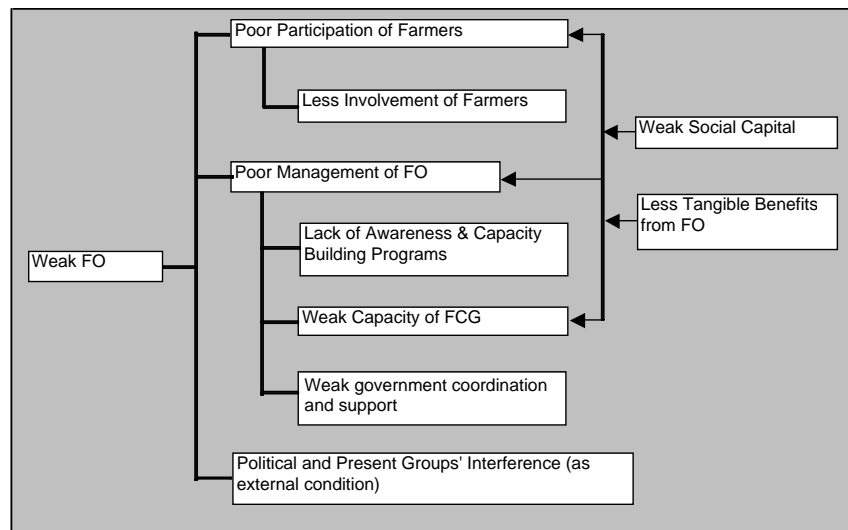 Poor Participation of Farmers
Less Involvement of Farmers
Weak Social Capital
Poor Management of FO
Less Tangible Benefits
from FO
Lack of Awareness & Capacity
Building Programs
Weak FO
Weak Capacity of FCG
Weak government coordination
and support
Political and Present Groups' Interference (as
external condition)